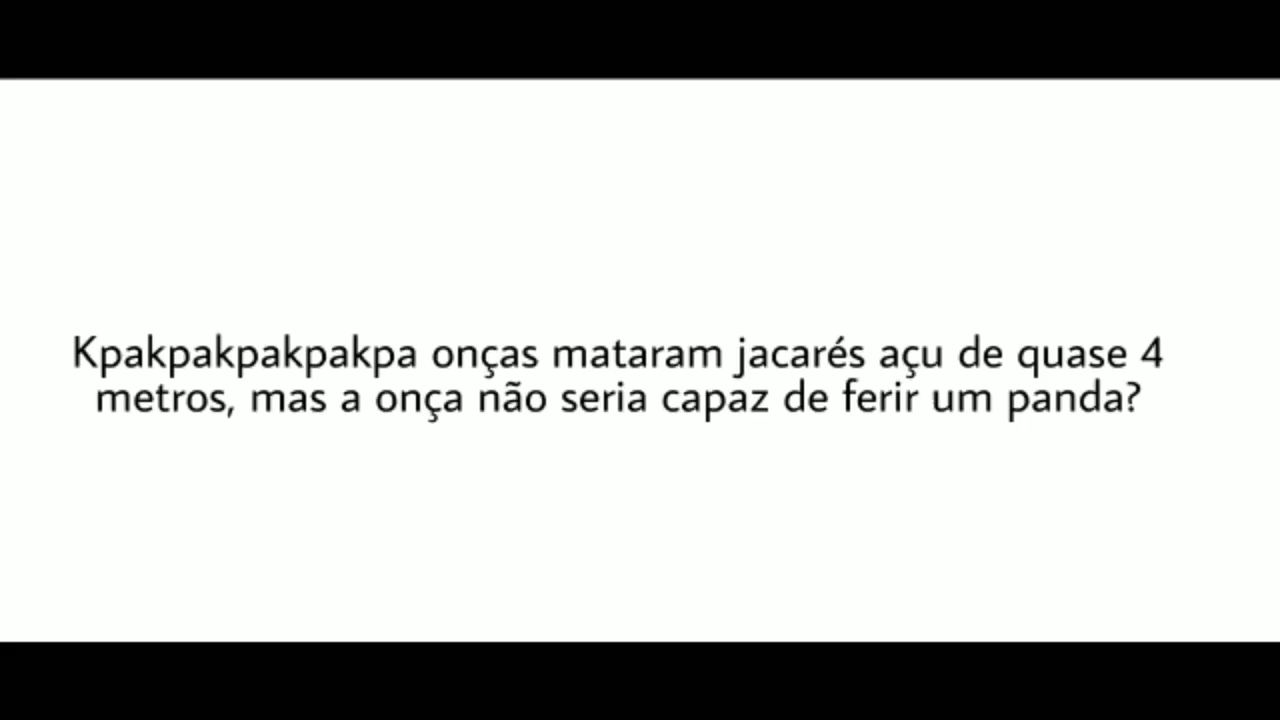 Kpakpakpakpakpa onças mataram jacarés açu de quase 4
metros, mas a onça não seria capaz de ferir um panda?